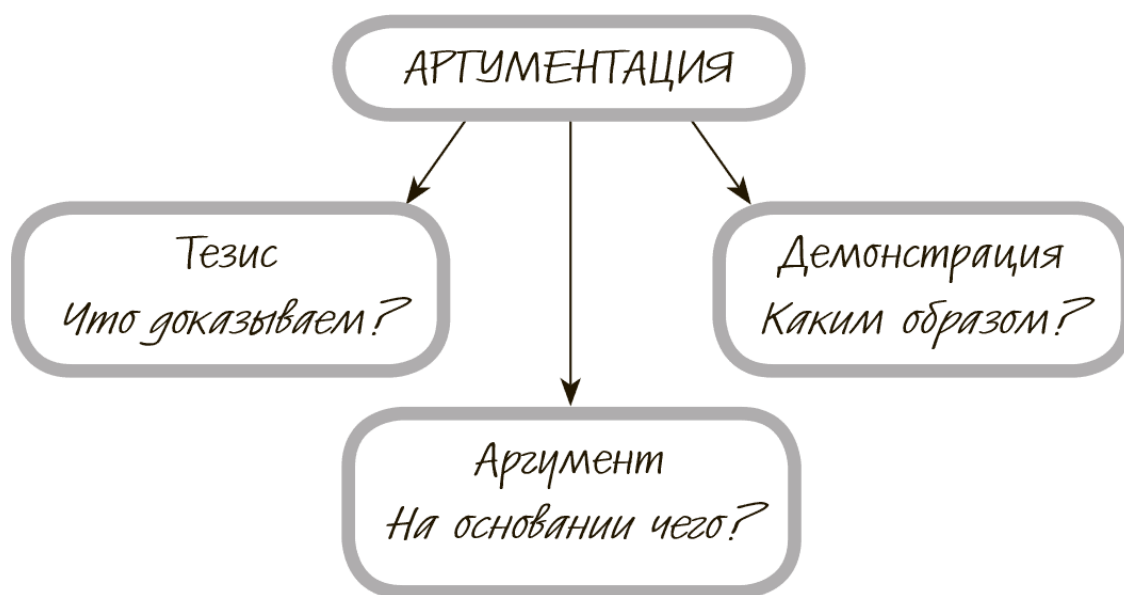 АРГУМЕНТАЦИЯ
Тезис
Что доказываем?
Демонстрация
Каким образом?
Аргумент
На основании чего?